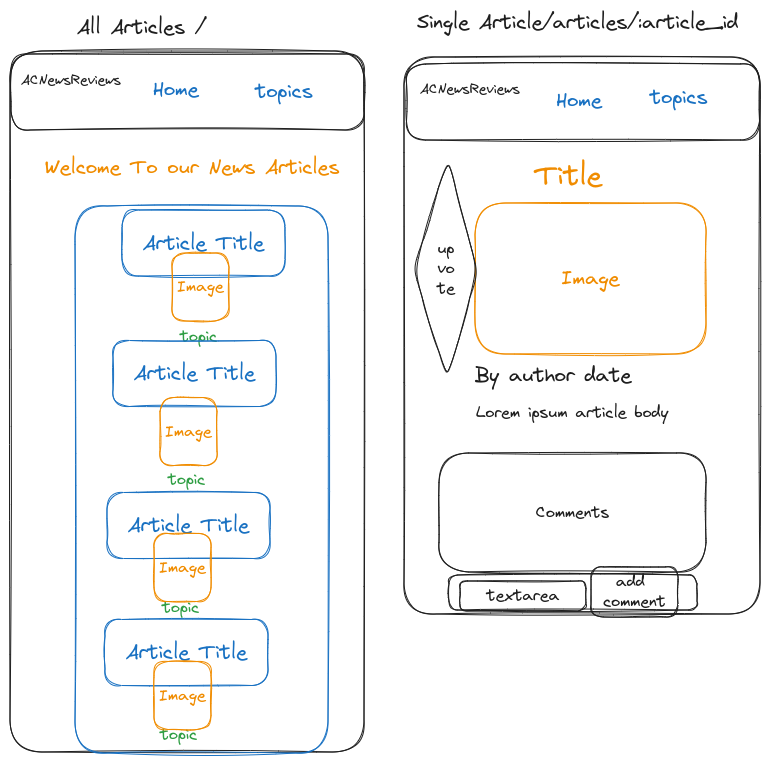 All Articles /
ACNewsReviews
Home
topics
Welcome To our News Articles
Article Title
Image
topic
Article Title
Image
topic
Article Title
Image
topic
Article Title
Image
topic
Single Article/articles/:article_id
ACNewsReviews
Home
topics
Title
up
vo
te
Image
By author date
Lorem ipsum article body
Comments
textarea
add
comment